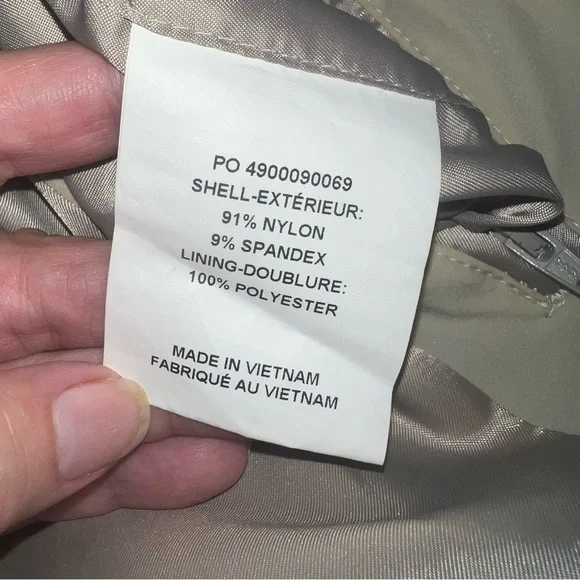 PO 4900090069
SHELL-EXTÉRIEUR:
91% NYLON
9% SPANDEX
LINING-DOUBLURE:
100% POLYESTER
MADE IN VIETNAM
FABRIQUÉ AU VIETNAM